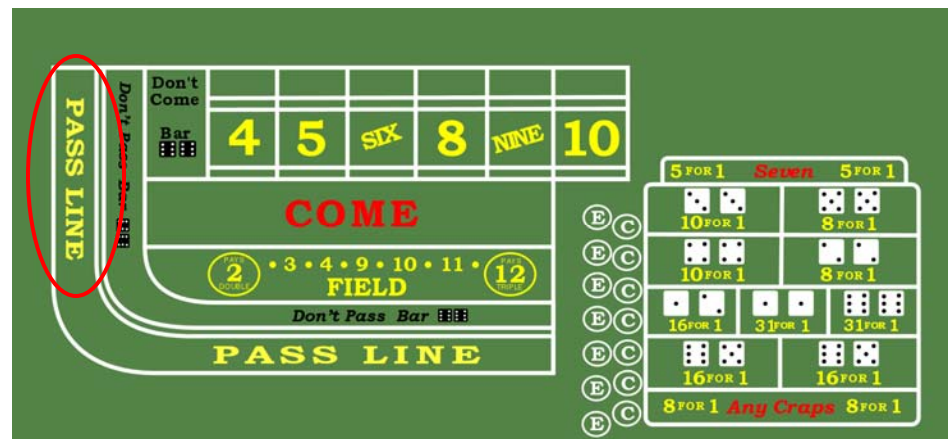 PASS LINE
Don't Pass Bar
Don't
Come
Bar
4 5 SIX 8 NINE 10
COME
PAYS
2
DOUBLE
• 3 • 4 • 9 • 10 • 11 •
PAYS
12
TRIPLE
FIELD
Don't Pass Bar
PASS LINE
E C
E C
E C
E C
E C
E C
E C
5 FOR 1 Seven 5 FOR 1
10 FOR 1 8 FOR 1
10 FOR 1 8 FOR 1
16 FOR 1 31 FOR 1 31 FOR 1
16 FOR 1 16 FOR 1
8 FOR 1 Any Craps 8 FOR 1